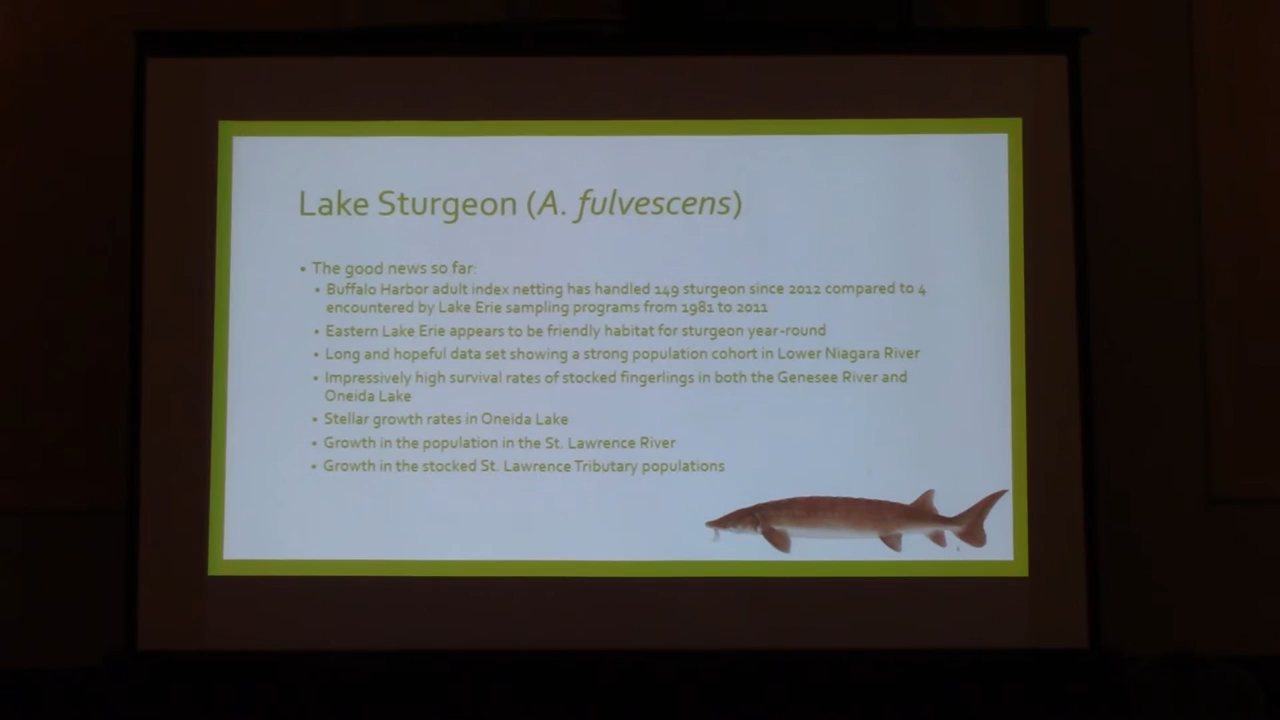 Lake Sturgeon (A. fulvescens)
• The good news so far:
• Buffalo Harbor adult index netting has handled 149 sturgeon since 2012 compared to 4
encountered by Lake Erie sampling programs from 1981 to 2011
• Eastern Lake Erie appears to be friendly habitat for sturgeon year-round
• Long and hopeful data set showing a strong population cohort in Lower Niagara River
• Impressively high survival rates of stocked fingerlings in both the Genesee River and
Oneida Lake
• Stellar growth rates in Oneida Lake
• Growth in the population in the St. Lawrence River
• Growth in the stocked St. Lawrence Tributary populations